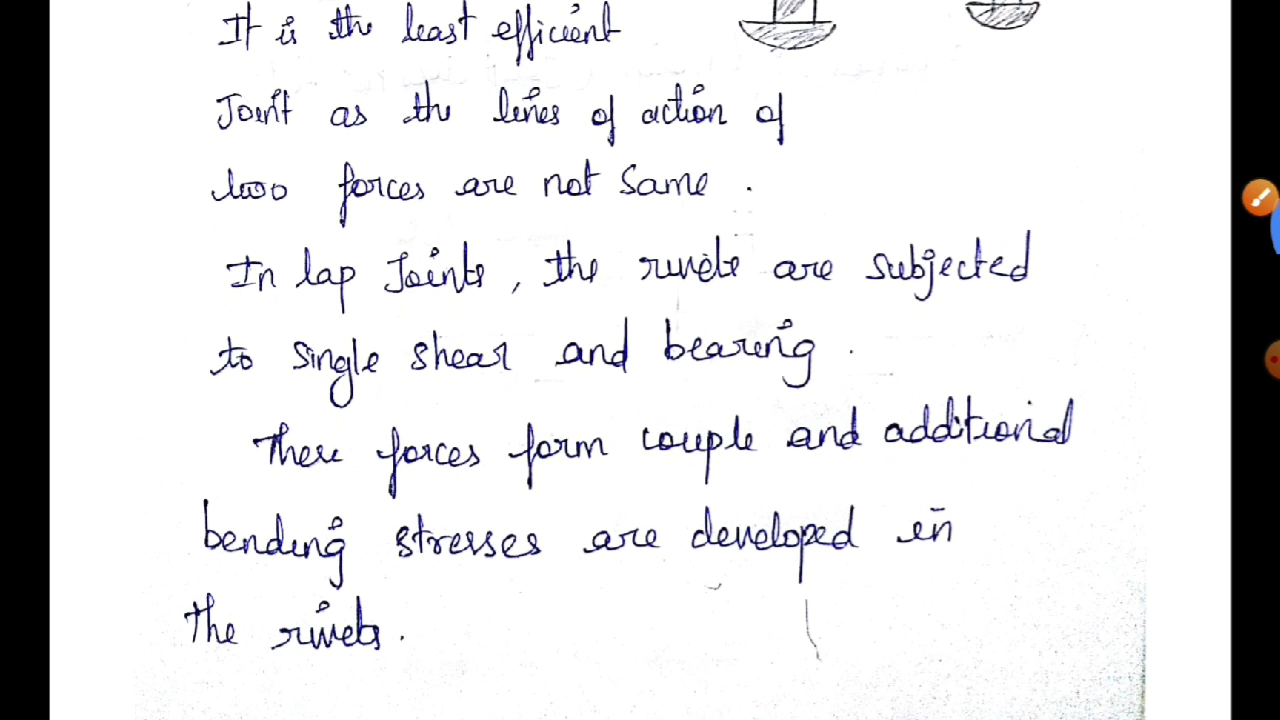 It is the least efficient
Joint as the lines of action of
two forces are not same .
In lap Joints , the rivets are subjected
to single shear and bearing .
These forces form couple and additional
bending stresses are developed in
the rivets .